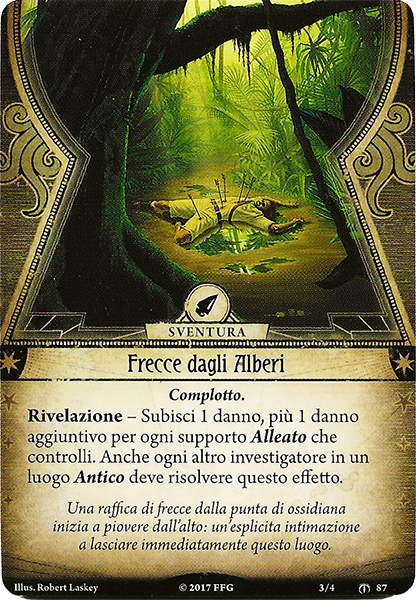 SVENTURA
Frecce dagli Alberi
Complotto.
Rivelazione – Subisci 1 danno, più 1 danno
aggiuntivo per ogni supporto Alleato che
controlli. Anche ogni altro investigatore in un
luogo Antico deve risolvere questo effetto.
Una raffica di frecce dalla punta di ossidiana
inizia a piovere dall'alto: un'esplicita intimazione
a lasciare immediatamente questo luogo.
Illus. Robert Laskey © 2017 FFG 3/4 87